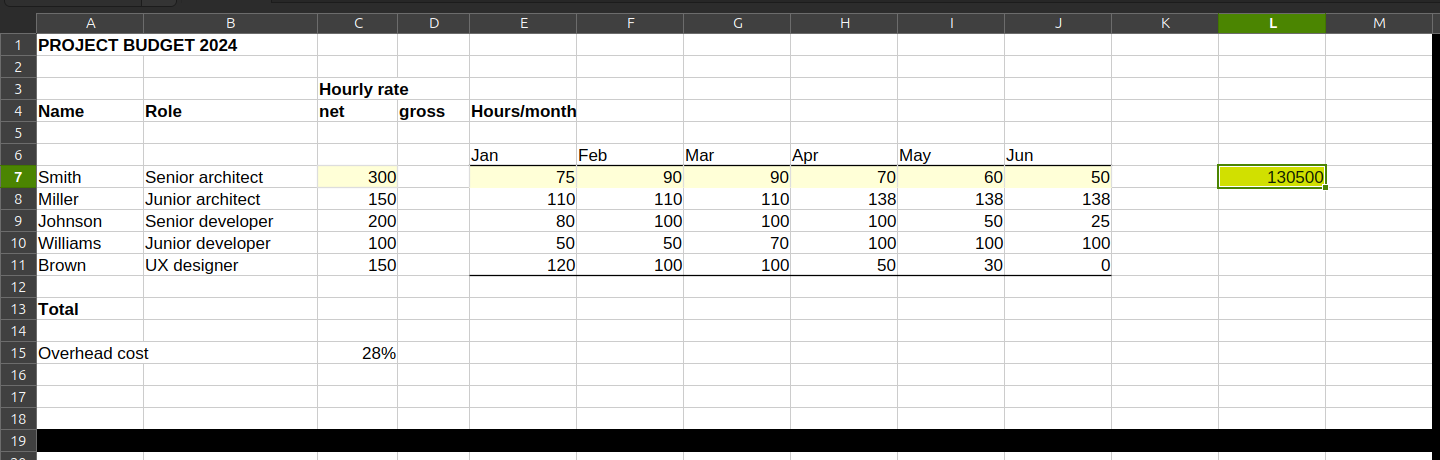 A B C D E F G H I J K L M
1 PROJECT BUDGET 2024
2
3 Hourly rate
4 Name Role net gross Hours/month
5
6 Jan Feb Mar Apr May Jun
7 Smith Senior architect 300 75 90 90 70 60 50 130500
8 Miller Junior architect 150 110 110 110 138 138 138
9 Johnson Senior developer 200 80 100 100 100 50 25
10 Williams Junior developer 100 50 50 70 100 100 100
11 Brown UX designer 150 120 100 100 50 30 0
12
13 Total
14
15 Overhead cost 28%
16
17
18
19